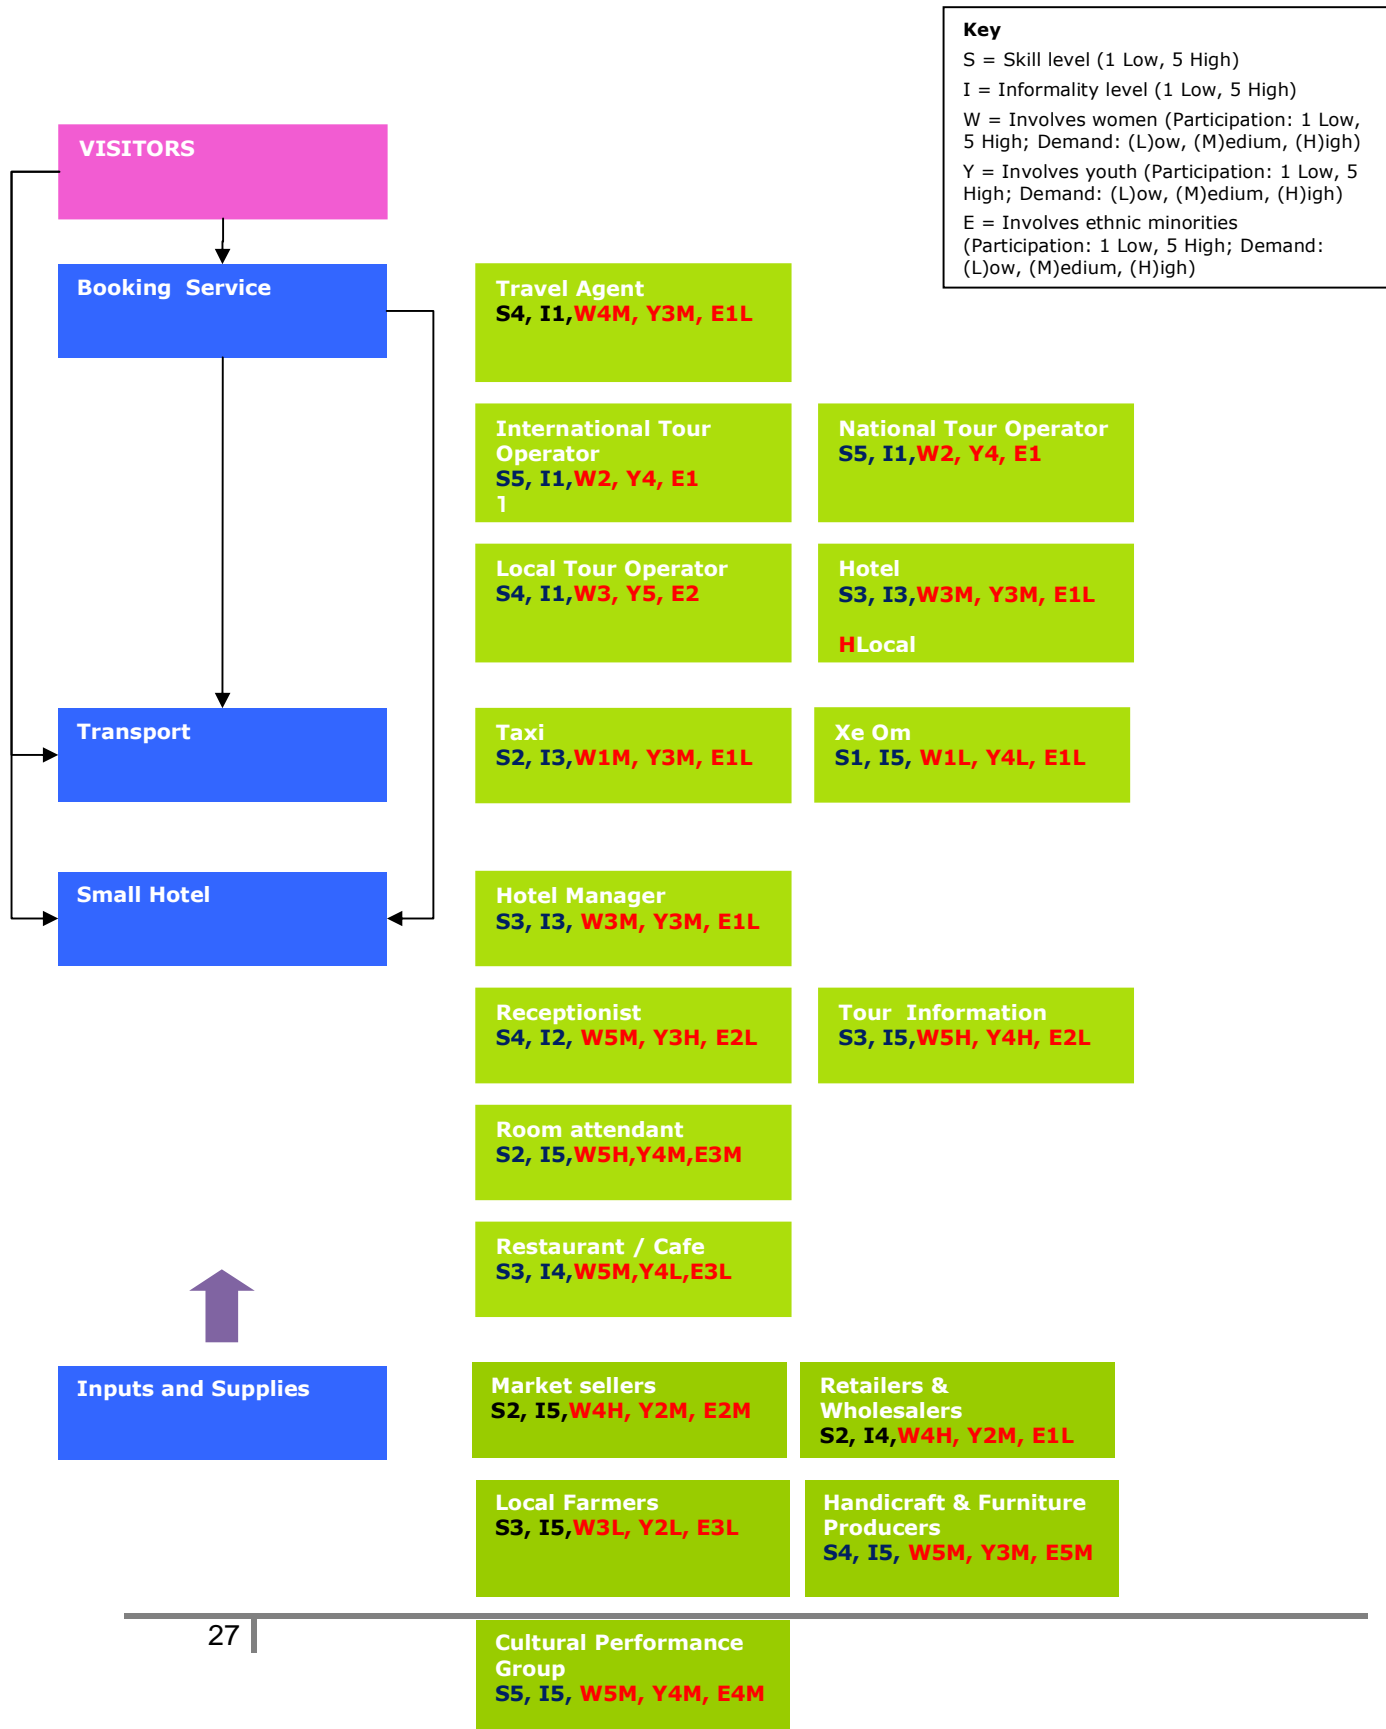 Key
S = Skill level (1 Low, 5 High)
I = Informality level (1 Low, 5 High)
W = Involves women (Participation: 1 Low,
5 High; Demand: (L)ow, (M)edium, (H)igh)
Y = Involves youth (Participation: 1 Low, 5
High; Demand: (L)ow, (M)edium, (H)igh)
E = Involves ethnic minorities
(Participation: 1 Low, 5 High; Demand:
(L)ow, (M)edium, (H)igh)
VISITORS
Booking  Service
Travel Agent
S4, I1,W4M, Y3M, E1L
International Tour
Operator
S5, I1,W2, Y4, E1
National Tour Operator
S5, I1,W2, Y4, E1
Local Tour Operator
S4, I1,W3, Y5, E2
Hotel
S3, I3,W3M, Y3M, E1L
HLocal
Transport
Taxi
S2, I3,W1M, Y3M, E1L
Xe Om
S1, I5, W1L, Y4L, E1L
Small Hotel
Hotel Manager
S3, I3, W3M, Y3M, E1L
Receptionist
S4, I2, W5M, Y3H, E2L
Tour  Information
S3, I5,W5H, Y4H, E2L
Room attendant
S2, I5,W5H,Y4M,E3M
Restaurant / Cafe
S3, I4,W5M,Y4L,E3L
Inputs and Supplies
Market sellers
S2, I5,W4H, Y2M, E2M
Retailers &
Wholesalers
S2, I4,W4H, Y2M, E1L
Local Farmers
S3, I5,W3L, Y2L, E3L
Handicraft & Furniture
Producers
S4, I5, W5M, Y3M, E5M
27
Cultural Performance
Group
S5, I5, W5M, Y4M, E4M